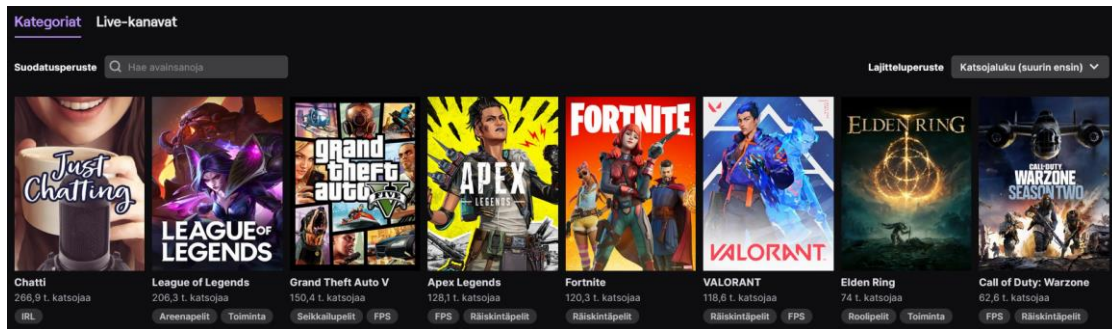 Kategoriat Live-kanavat
Suodatusperuste Hae avainsanoja Lajitteluperuste Katsojaluku (suurin ensin)
Just
Chatting
LEAGUE OF
LEGENDS
grand
theft
auto
V
APEX
LEGENDS
FORTNITE
VALORANT
ELDEN RING
CALL OF DUTY
WARZONE
SEASON TWO
Chatti
266,9 t. katsojaa
IRL
League of Legends
206,3 t. katsojaa
Areenapelit Toiminta
Grand Theft Auto V
150,4 t. katsojaa
Seikkailupelit FPS
Apex Legends
128,1 t. katsojaa
FPS Räiskintäpelit
Fortnite
120,3 t. katsojaa
Räiskintäpelit
VALORANT
118,6 t. katsojaa
Räiskintäpelit FPS
Elden Ring
74 t. katsojaa
Roolipelit Toiminta
Call of Duty: Warzone
62,6 t. katsojaa
FPS Räiskintäpelit